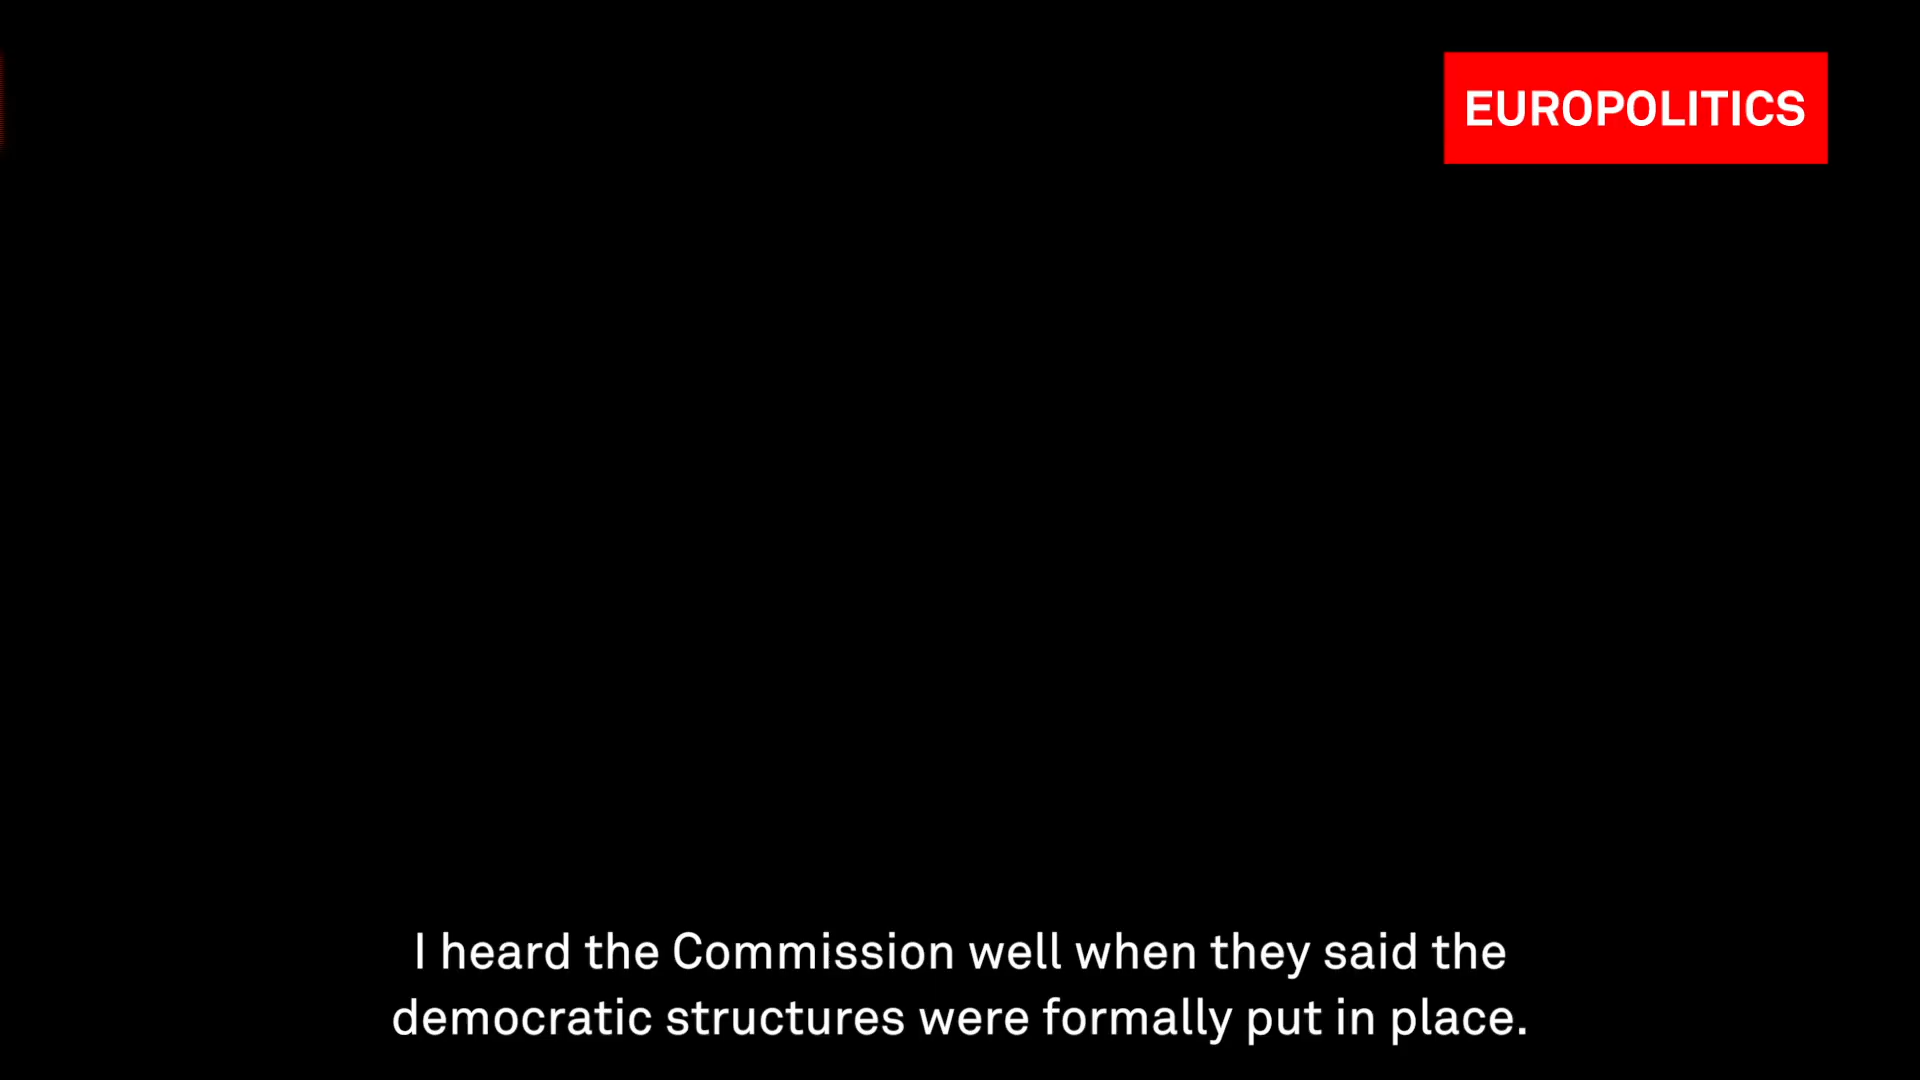 EUROPOLITICS
I heard the Commission well when they said the
democratic structures were formally put in place.